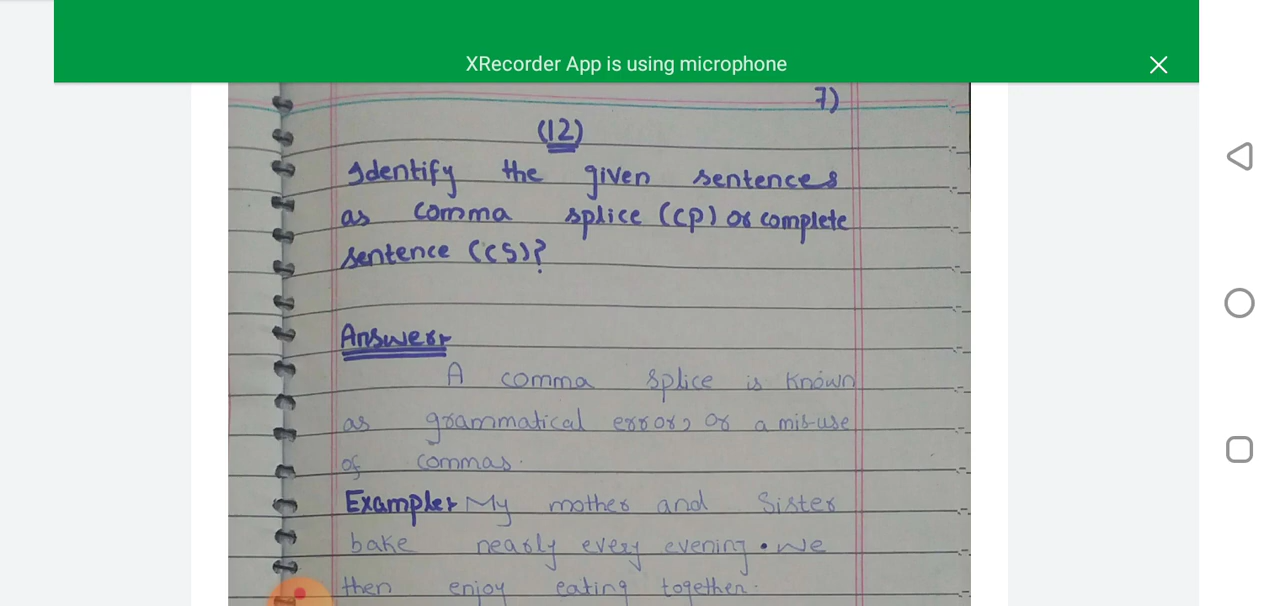 XRecorder App is using microphone
7)
(12)
Identify the given sentences
as comma splice (CP) or complete
sentence (CS)?
Answer:
A comma splice is known
as grammatical error, or a mis-use
of commas.
Example: My mother and sister
bake nearly every evening. We
then enjoy eating together.